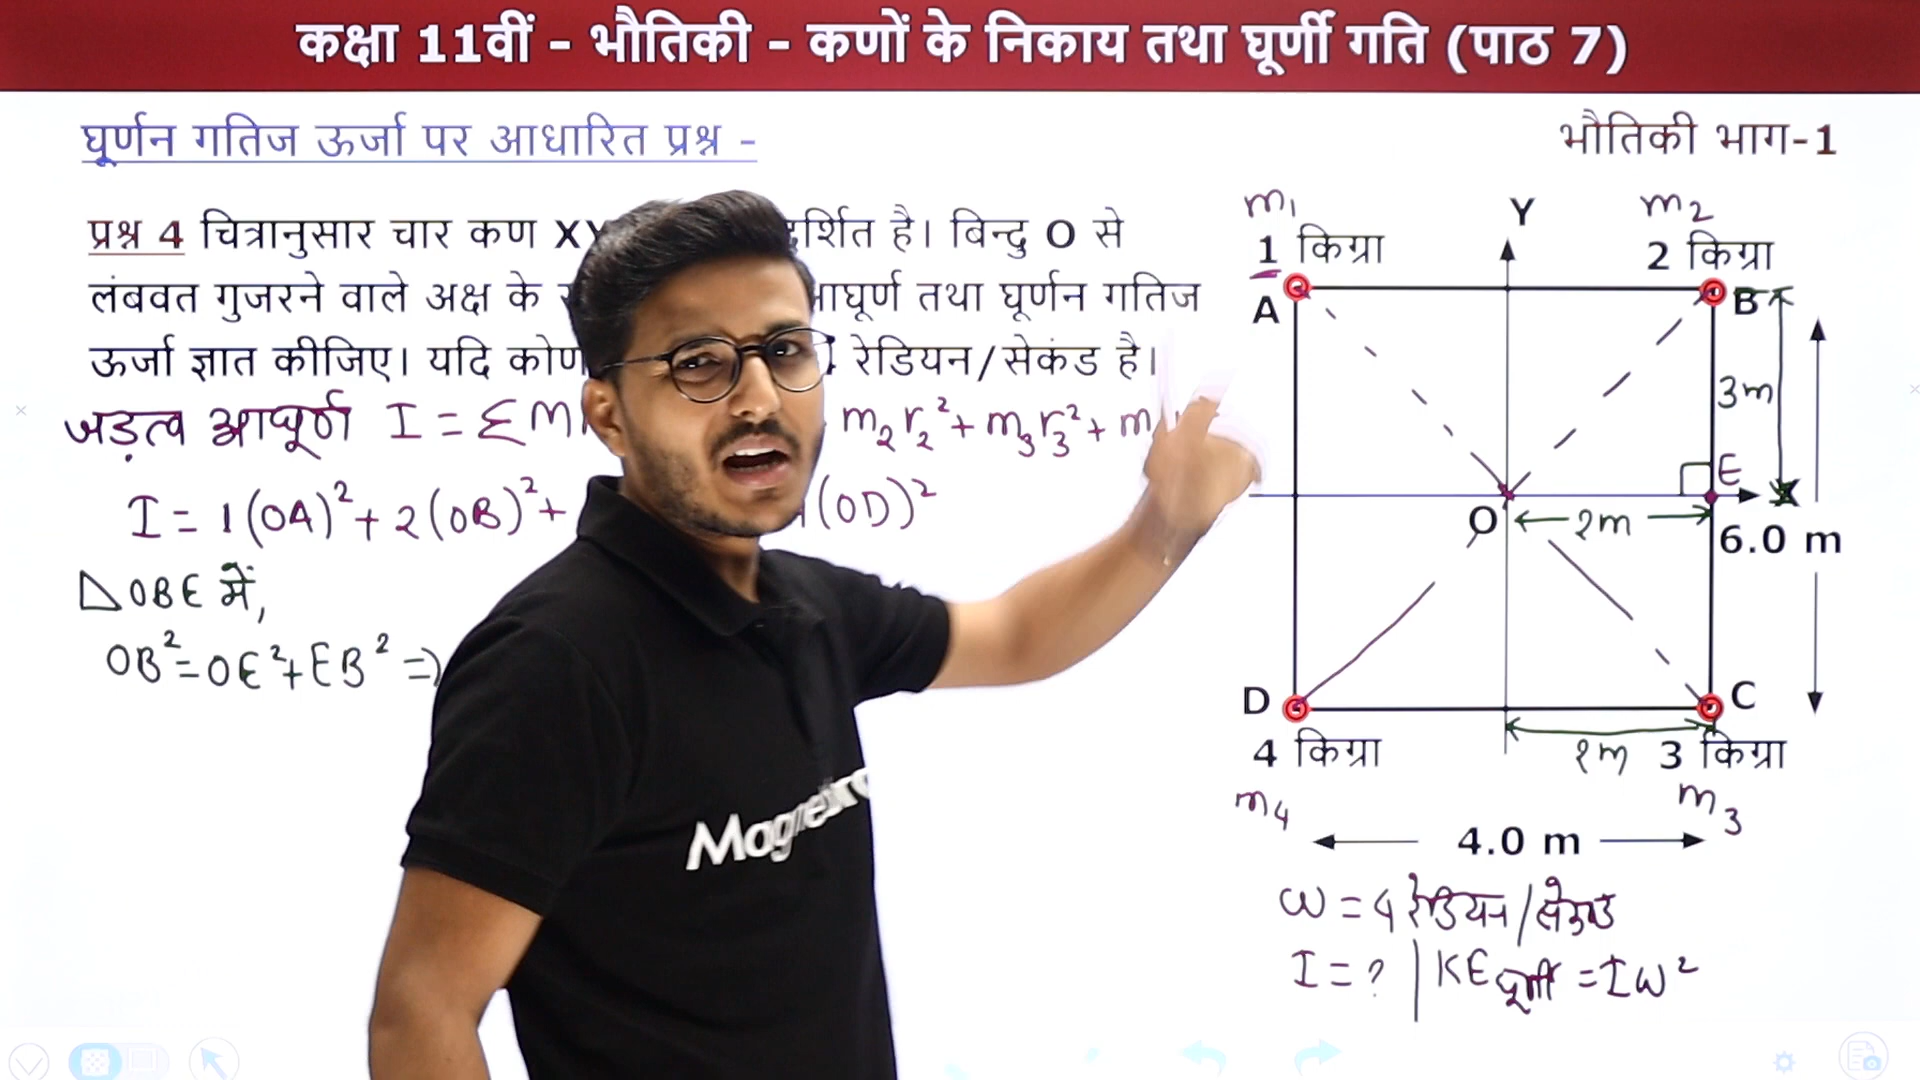 कक्षा 11वीं - भौतिकी - कणों के निकाय तथा घूर्णी गति (पाठ 7)
घूर्णन गतिज ऊर्जा पर आधारित प्रश्न -
भौतिकी भाग-1
प्रश्न 4 चित्रानुसार चार कण XY दर्शित है। बिन्दु O से
लंबवत गुजरने वाले अक्ष के आघूर्ण तथा घूर्णन गतिज
ऊर्जा ज्ञात कीजिए। यदि रेडियन/सेकंड है।
जड़त्व आघूर्ण I = Σm m₂r₂² + m₃r₃² + m
I = 1(OA)² + 2(OB)² + (OD)²
△OBE में,
OB² = OE² + EB² ⇒
m₁
Y
m₂
1 किग्रा
2 किग्रा
A
B
3m
E
X
O
2m
6.0 m
D
C
4 किग्रा
2m
3 किग्रा
m₄
m₃
4.0 m
ω = 4 रेडियन/सेकंड
I = ? | KE घूर्णी = Iω²
Magnet